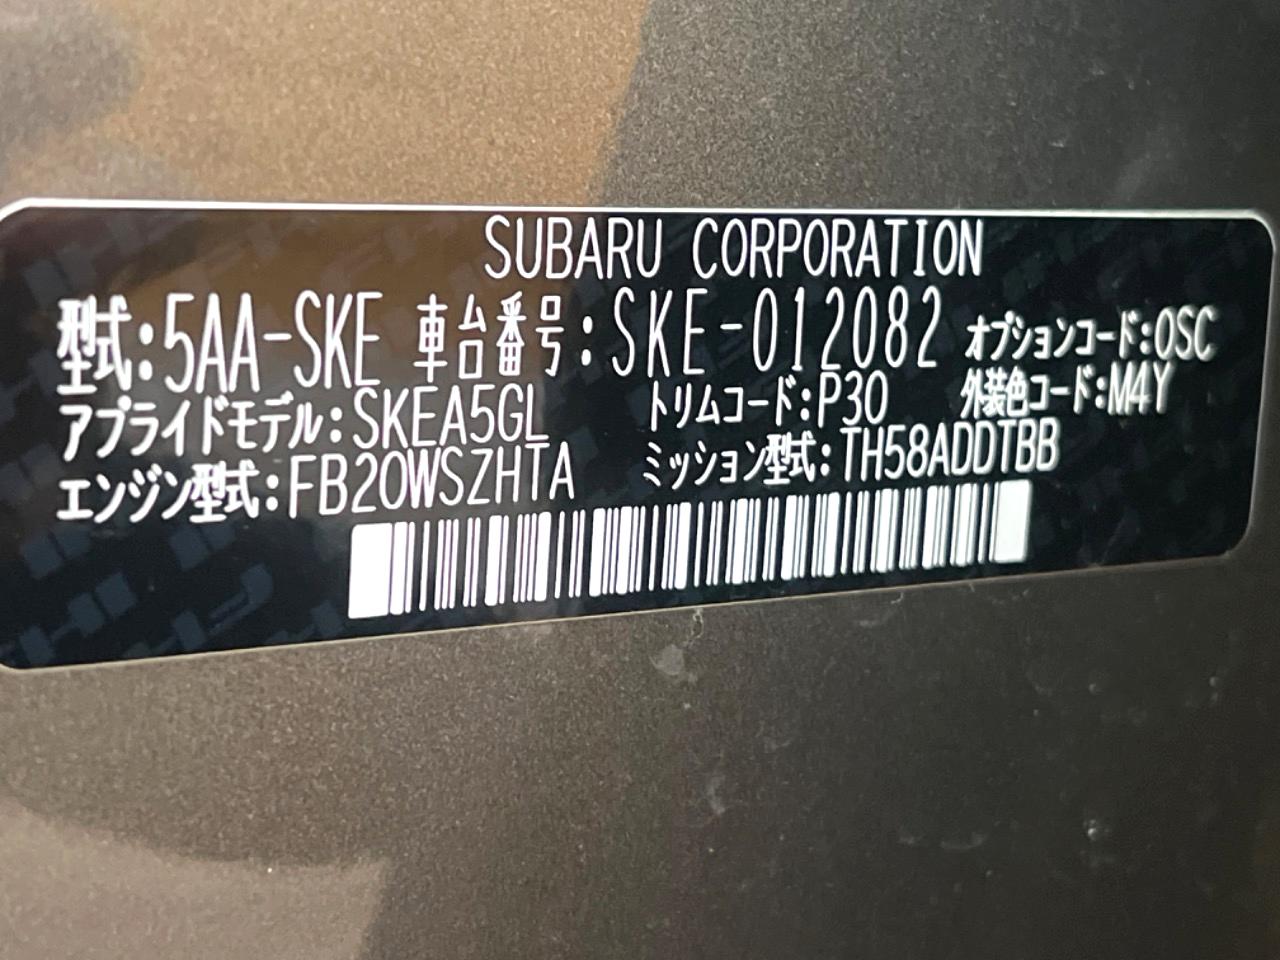 SUBARU CORPORATION
型式:5AA-SKE 車台番号:SKE-012082 オプションコード:OSC
アプライドモデル:SKEA5GL トリムコード:P30 外装色コード:M4Y
エンジン型式:FB20WSZHTA ミッション型式:TH58ADDTBB